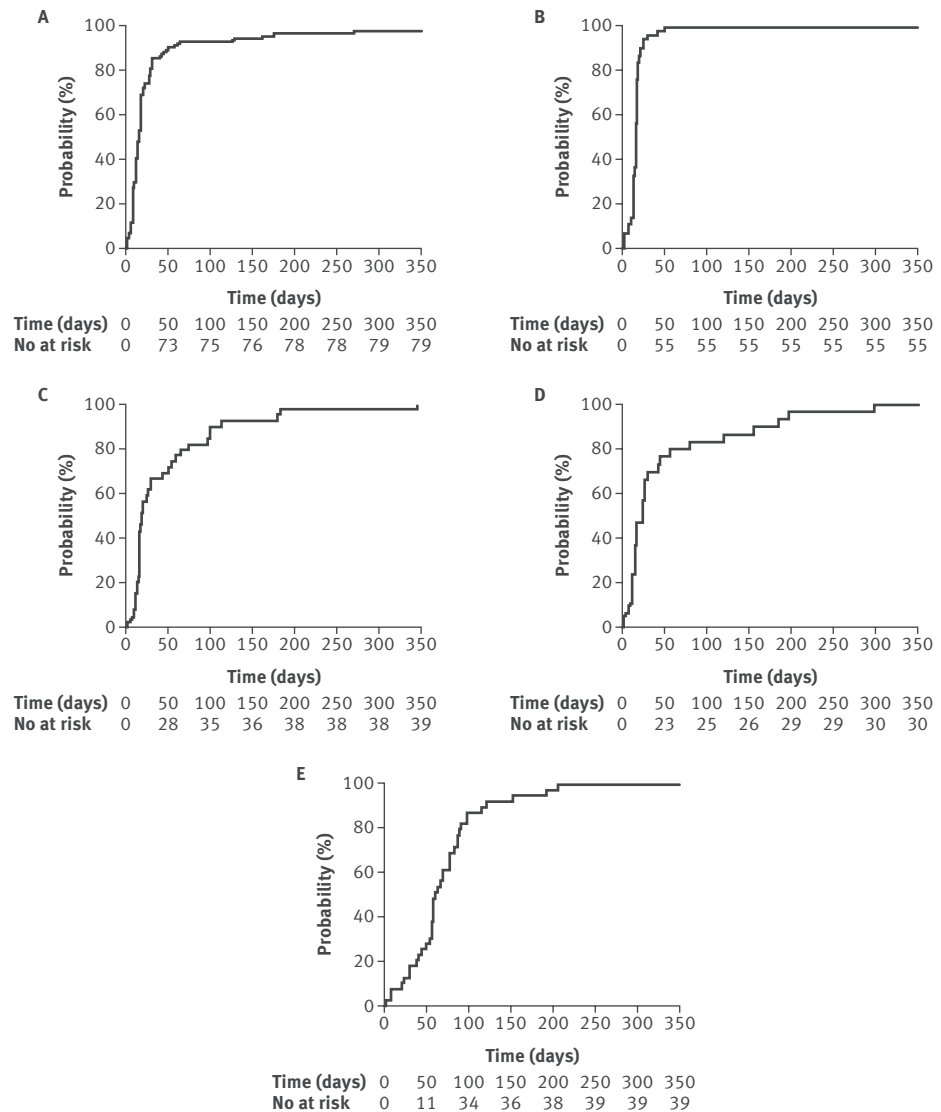 A
Probability (%)
100
80
60
40
20
0
0 50 100 150 200 250 300 350
Time (days)
Time (days) 0 50 100 150 200 250 300 350
No at risk 0 73 75 76 78 78 79 79
B
Probability (%)
100
80
60
40
20
0
0 50 100 150 200 250 300 350
Time (days)
Time (days) 0 50 100 150 200 250 300 350
No at risk 0 55 55 55 55 55 55 55
C
Probability (%)
100
80
60
40
20
0
0 50 100 150 200 250 300 350
Time (days)
Time (days) 0 50 100 150 200 250 300 350
No at risk 0 28 35 36 38 38 38 39
D
Probability (%)
100
80
60
40
20
0
0 50 100 150 200 250 300 350
Time (days)
Time (days) 0 50 100 150 200 250 300 350
No at risk 0 23 25 26 29 29 30 30
E
Probability (%)
100
80
60
40
20
0
0 50 100 150 200 250 300 350
Time (days)
Time (days) 0 50 100 150 200 250 300 350
No at risk 0 11 34 36 38 39 39 39